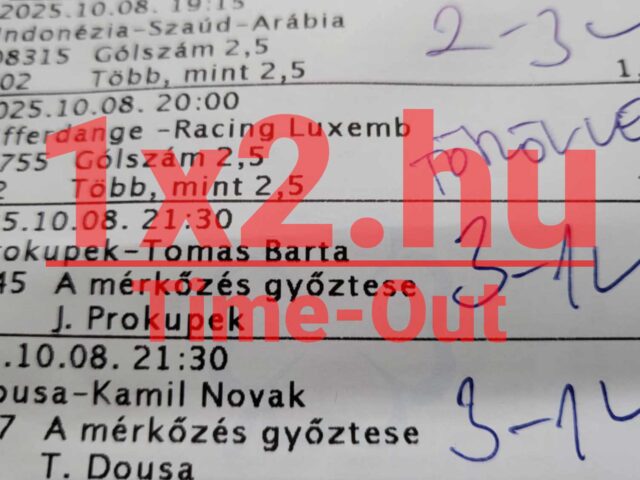 2025.10.08. 19:15
Indonézia-Szaúd-Arábia
08315 Gólszám 2,5
02 Több, mint 2,5
2-3
1.
2025.10.08. 20:00
fferdange -Racing Luxemb
755 Gólszám 2,5
2 Több, mint 2,5
TÖRÖLVE
5.10.08. 21:30
rokupek-Tomas Barta
45 A mérkőzés győztese
J. Prokupek
3-1
.10.08. 21:30
ousa-Kamil Novak
7 A mérkőzés győztese
T. Dousa
3-1
1x2.hu
Time-Out